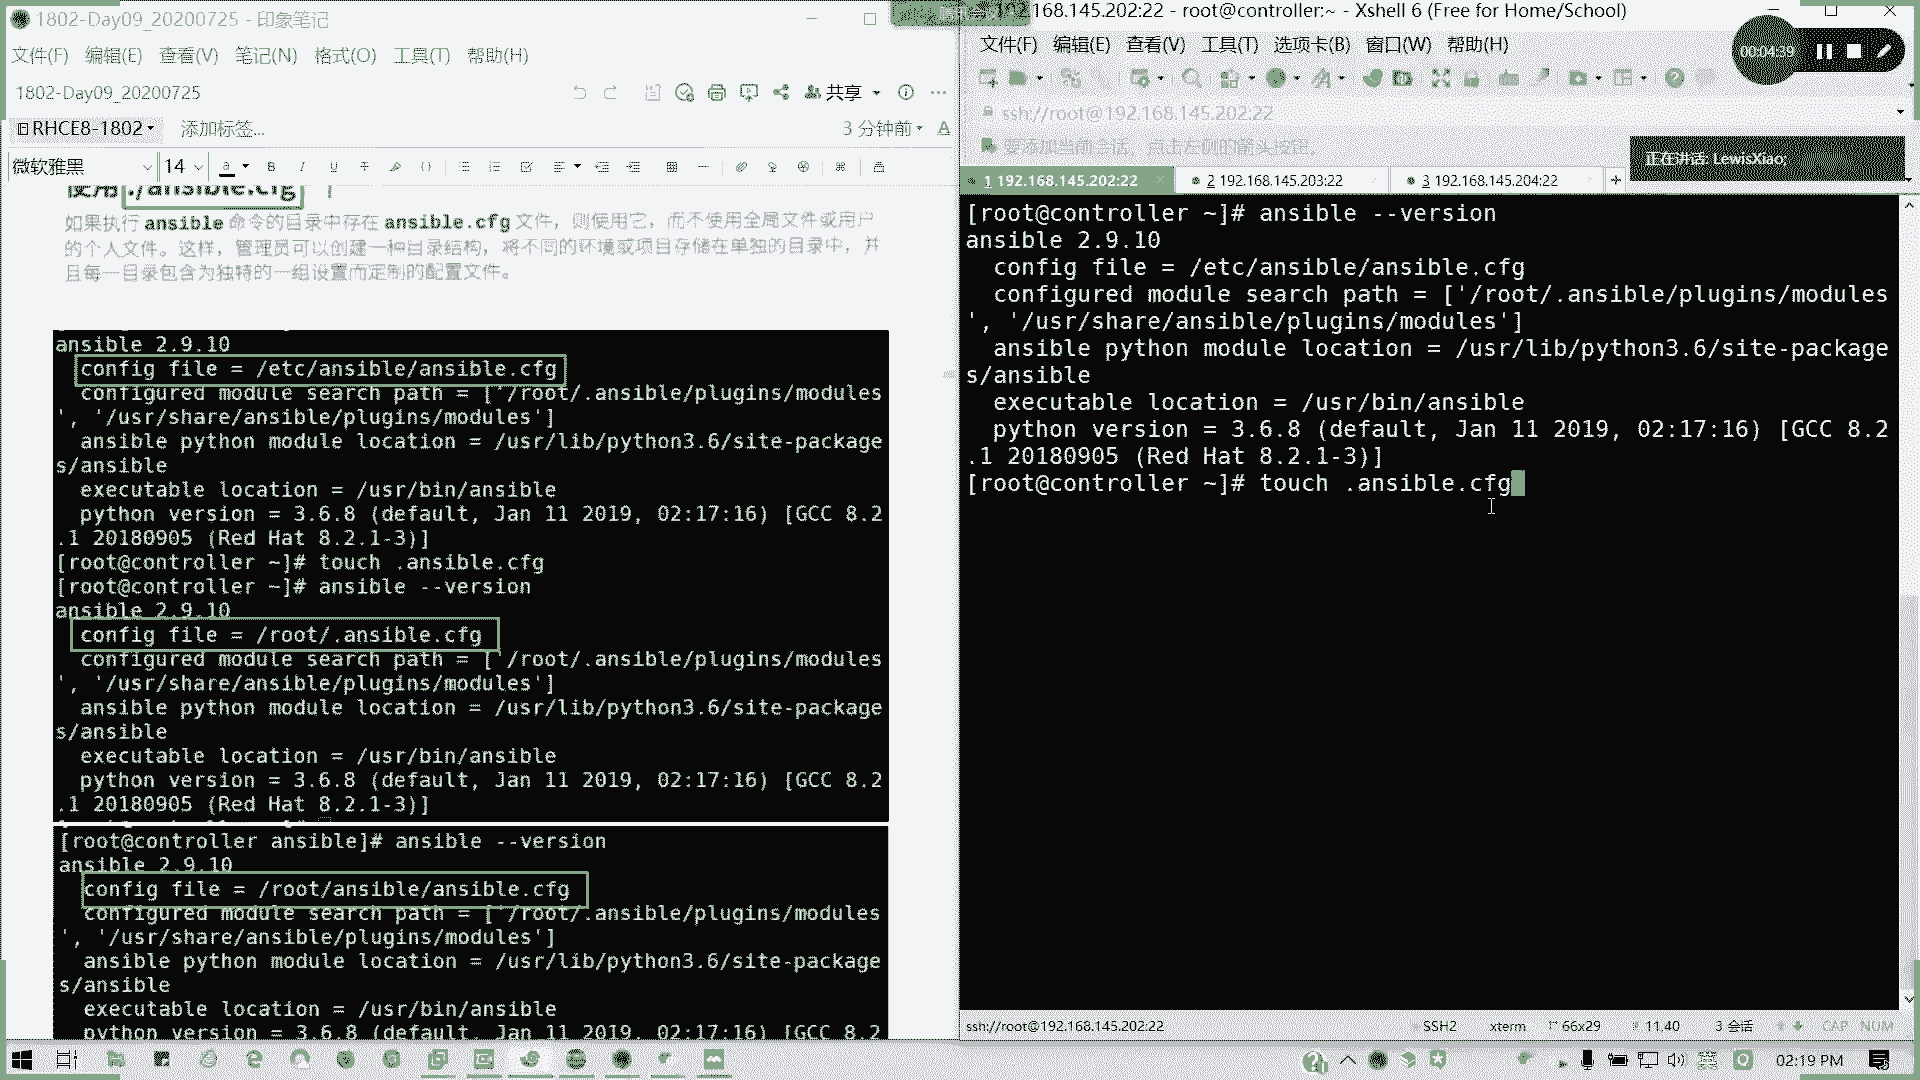 1802-Day09_20200725 - 印象笔记
文件(F) 编辑(E) 查看(V) 笔记(N) 格式(O) 工具(T) 帮助(H)
1802-Day09_20200725
共享
RHCE8-1802
添加标签...
3 分钟前
微软雅黑
14
使用 ./ansible.cfg
如果执行 ansible 命令的目录中存在 ansible.cfg 文件，则使用它，而不使用全局文件或用户
的个人文件。这样，管理员可以创建一种目录结构，将不同的环境或项目存储在单独的目录中，并
且每一目录包含为独特的一组设置而定制的配置文件。
ansible 2.9.10
config file = /etc/ansible/ansible.cfg
configured module search path = ['/root/.ansible/plugins/modules
', '/usr/share/ansible/plugins/modules']
ansible python module location = /usr/lib/python3.6/site-package
s/ansible
executable location = /usr/bin/ansible
python version = 3.6.8 (default, Jan 11 2019, 02:17:16) [GCC 8.2
.1 20180905 (Red Hat 8.2.1-3)]
[root@controller ~]# touch .ansible.cfg
[root@controller ~]# ansible --version
ansible 2.9.10
config file = /root/.ansible.cfg
configured module search path = ['/root/.ansible/plugins/modules
', '/usr/share/ansible/plugins/modules']
ansible python module location = /usr/lib/python3.6/site-package
s/ansible
executable location = /usr/bin/ansible
python version = 3.6.8 (default, Jan 11 2019, 02:17:16) [GCC 8.2
.1 20180905 (Red Hat 8.2.1-3)]
[root@controller ansible]# ansible --version
ansible 2.9.10
config file = /root/ansible/ansible.cfg
configured module search path = ['/root/.ansible/plugins/modules
', '/usr/share/ansible/plugins/modules']
ansible python module location = /usr/lib/python3.6/site-package
s/ansible
executable location = /usr/bin/ansible
python version = 3.6.8 (default, Jan 11 2019, 02:17:16) [GCC 8.2
192.168.145.202:22 - root@controller:~ - Xshell 6 (Free for Home/School)
文件(F) 编辑(E) 查看(V) 工具(T) 选项卡(B) 窗口(W) 帮助(H)
00:04:39
ssh://root@192.168.145.202:22
要添加当前会话，点击左侧的箭头按钮。
正在讲话: LewisXiao;
1 192.168.145.202:22
2 192.168.145.203:22
3 192.168.145.204:22
[root@controller ~]# ansible --version
ansible 2.9.10
config file = /etc/ansible/ansible.cfg
configured module search path = ['/root/.ansible/plugins/modules
', '/usr/share/ansible/plugins/modules']
ansible python module location = /usr/lib/python3.6/site-package
s/ansible
executable location = /usr/bin/ansible
python version = 3.6.8 (default, Jan 11 2019, 02:17:16) [GCC 8.2
.1 20180905 (Red Hat 8.2.1-3)]
[root@controller ~]# touch .ansible.cfg
ssh://root@192.168.145.202:22
SSH2
xterm
66x29
11,40
3 会话
CAP NUM
02:19 PM